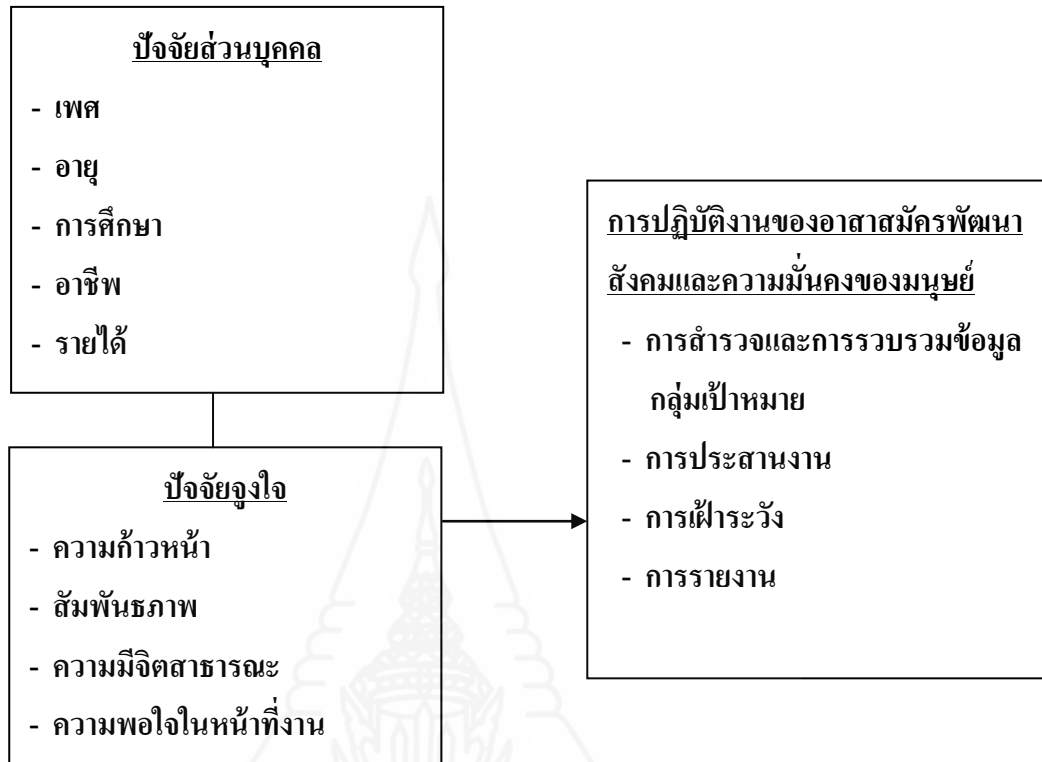 ปัจจัยส่วนบุคคล
- เพศ
- อายุ
- การศึกษา
- อาชีพ
- รายได้
ปัจจัยจูงใจ
- ความก้าวหน้า
- สัมพันธภาพ
- ความมีจิตสาธารณะ
- ความพอใจในหน้าที่งาน
การปฏิบัติงานของอาสาสมัครพัฒนา
สังคมและความมั่นคงของมนุษย์
- การสำรวจและการรวบรวมข้อมูล
กลุ่มเป้าหมาย
- การประสานงาน
- การเฝ้าระวัง
- การรายงาน